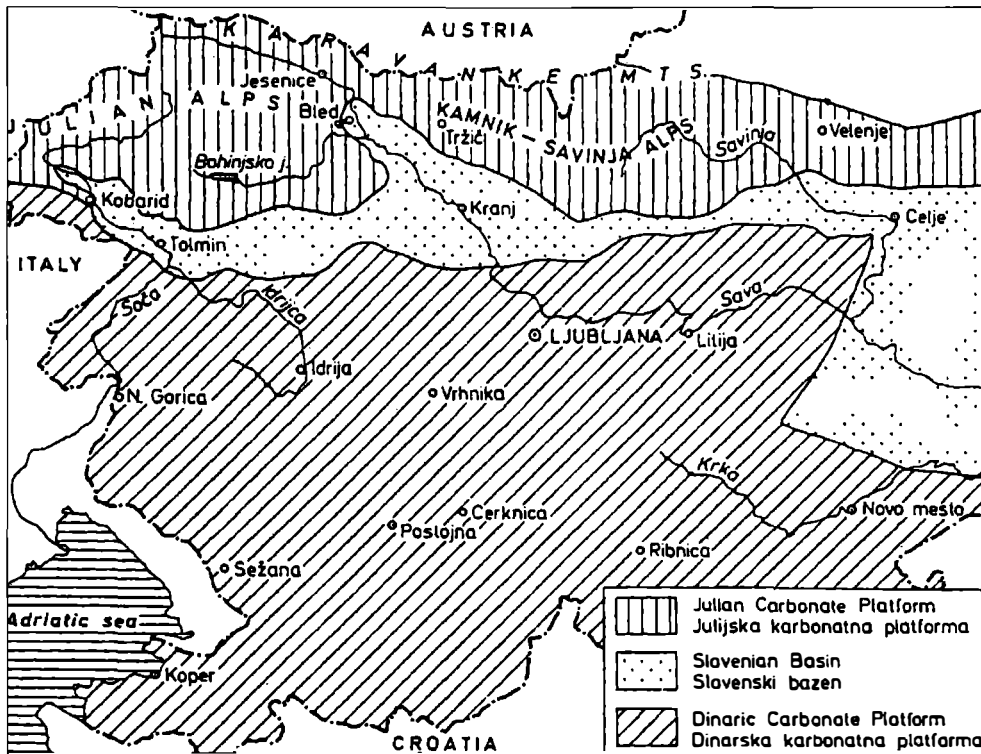 AUSTRIA
KARAVANKE MTS
Jesenice
JULIAN ALPS
Bled
KAMNIK – SAVINJA ALPS
Tržič
Savinja
Velenje
Bohinjsko j.
Kobarid
Kranj
Celje
Tolmin
ITALY
Soča
Idrijca
Sava
LJUBLJANA
Litija
Idrija
N. Gorica
Vrhnika
Krka
Cerknica
Novo mesto
Postojna
Ribnica
Sežana
Adriatic sea
Koper
CROATIA
Julian Carbonate Platform
Julijska karbonatna platforma
Slovenian Basin
Slovenski bazen
Dinaric Carbonate Platform
Dinarska karbonatna platforma